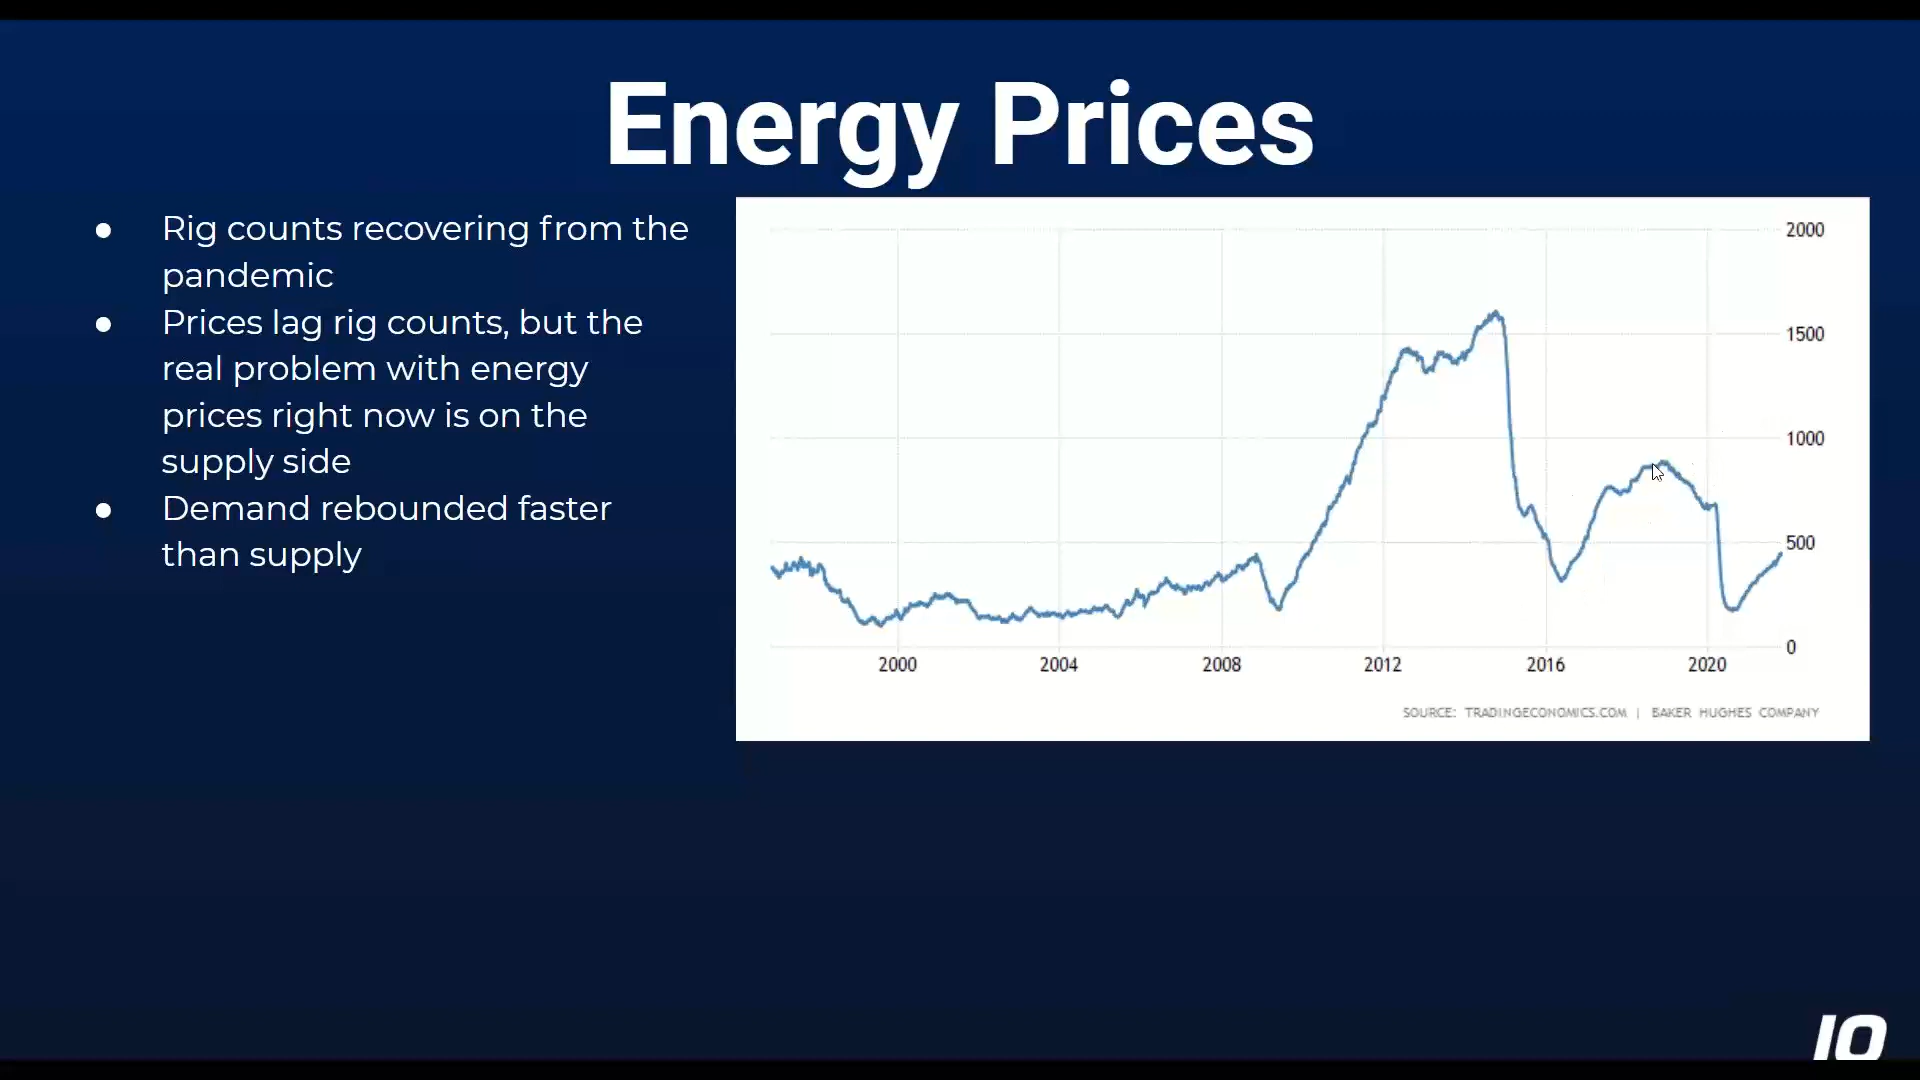 Energy Prices
● Rig counts recovering from the
pandemic
● Prices lag rig counts, but the
real problem with energy
prices right now is on the
supply side
● Demand rebounded faster
than supply
2000
1500
1000
500
0
2000 2004 2008 2012 2016 2020
SOURCE: TRADINGECONOMICS.COM | BAKER HUGHES COMPANY
IO